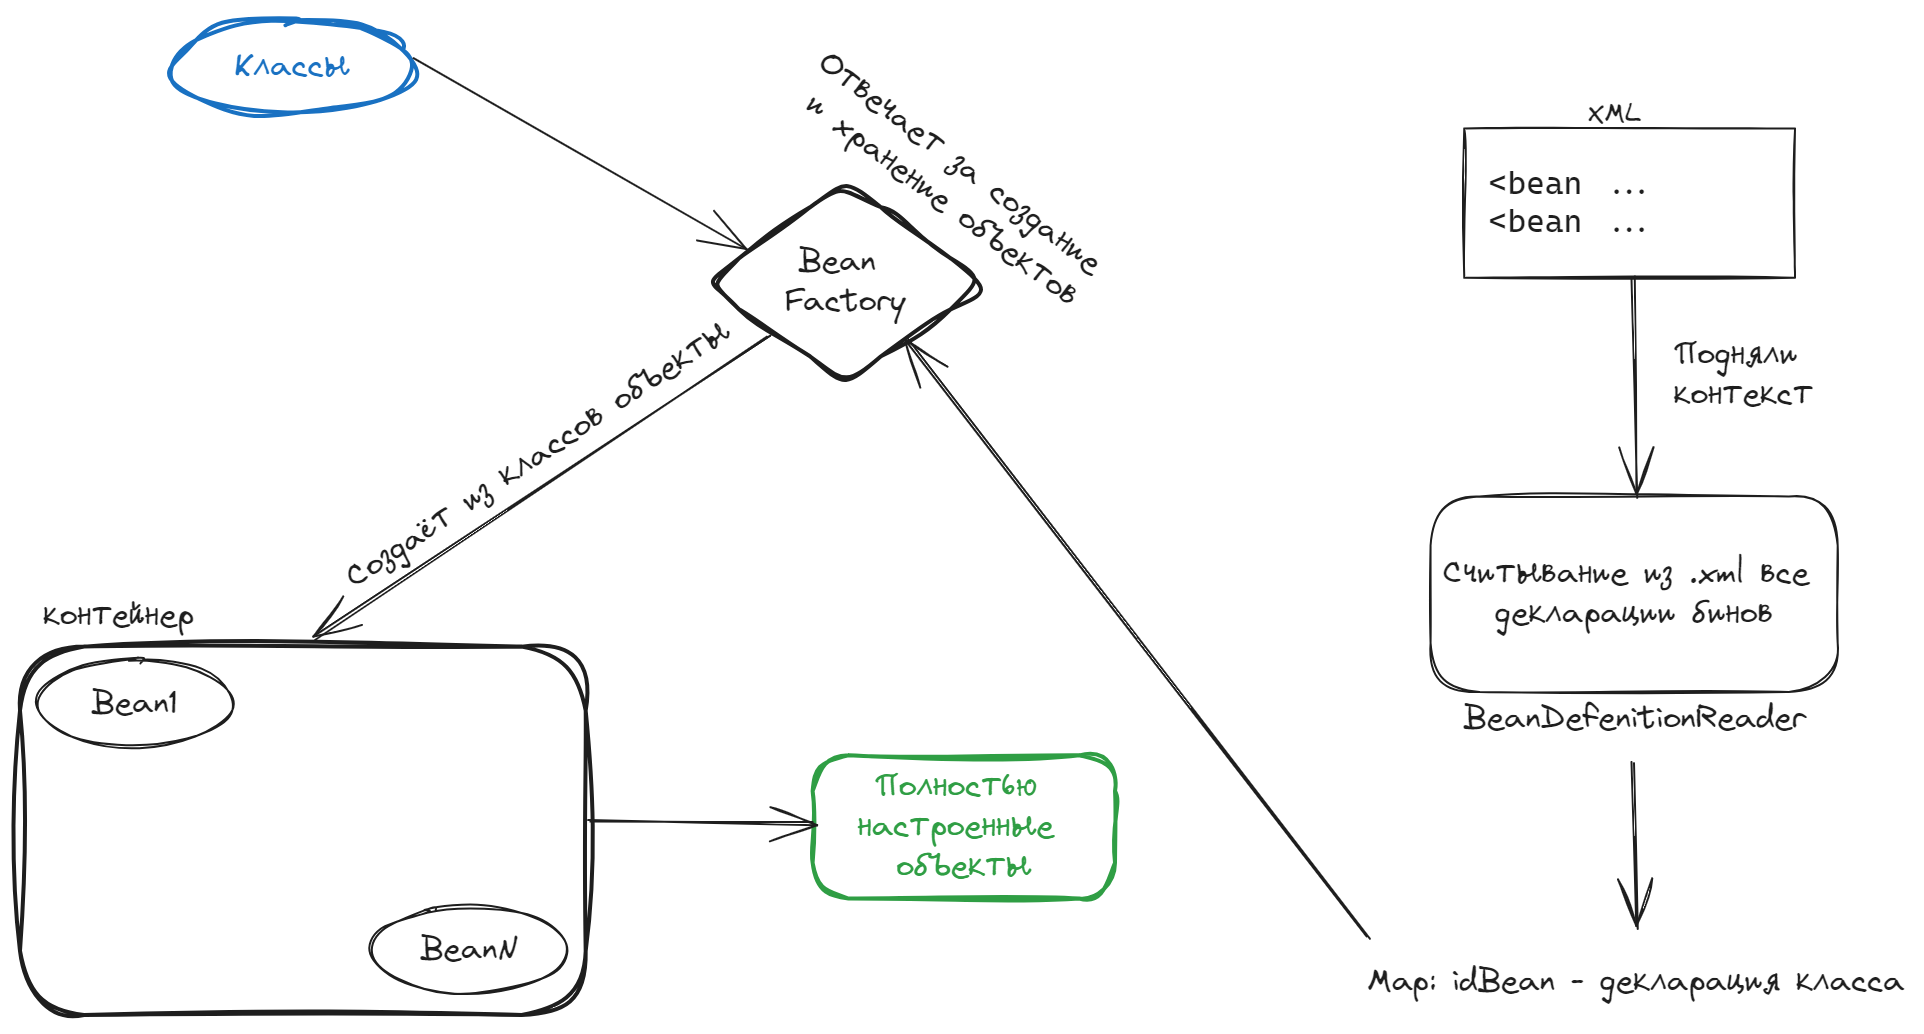 Классы
Отвечает за создание
и хранение объектов
Bean
Factory
XML
<bean ...
<bean ...
Подняли
контекст
Создаёт из классов объекты
Считывание из .xml все
декларации бинов
BeanDefenitionReader
контейнер
Bean1
BeanN
Полностью
настроенные
объекты
Map: idBean - декларация класса